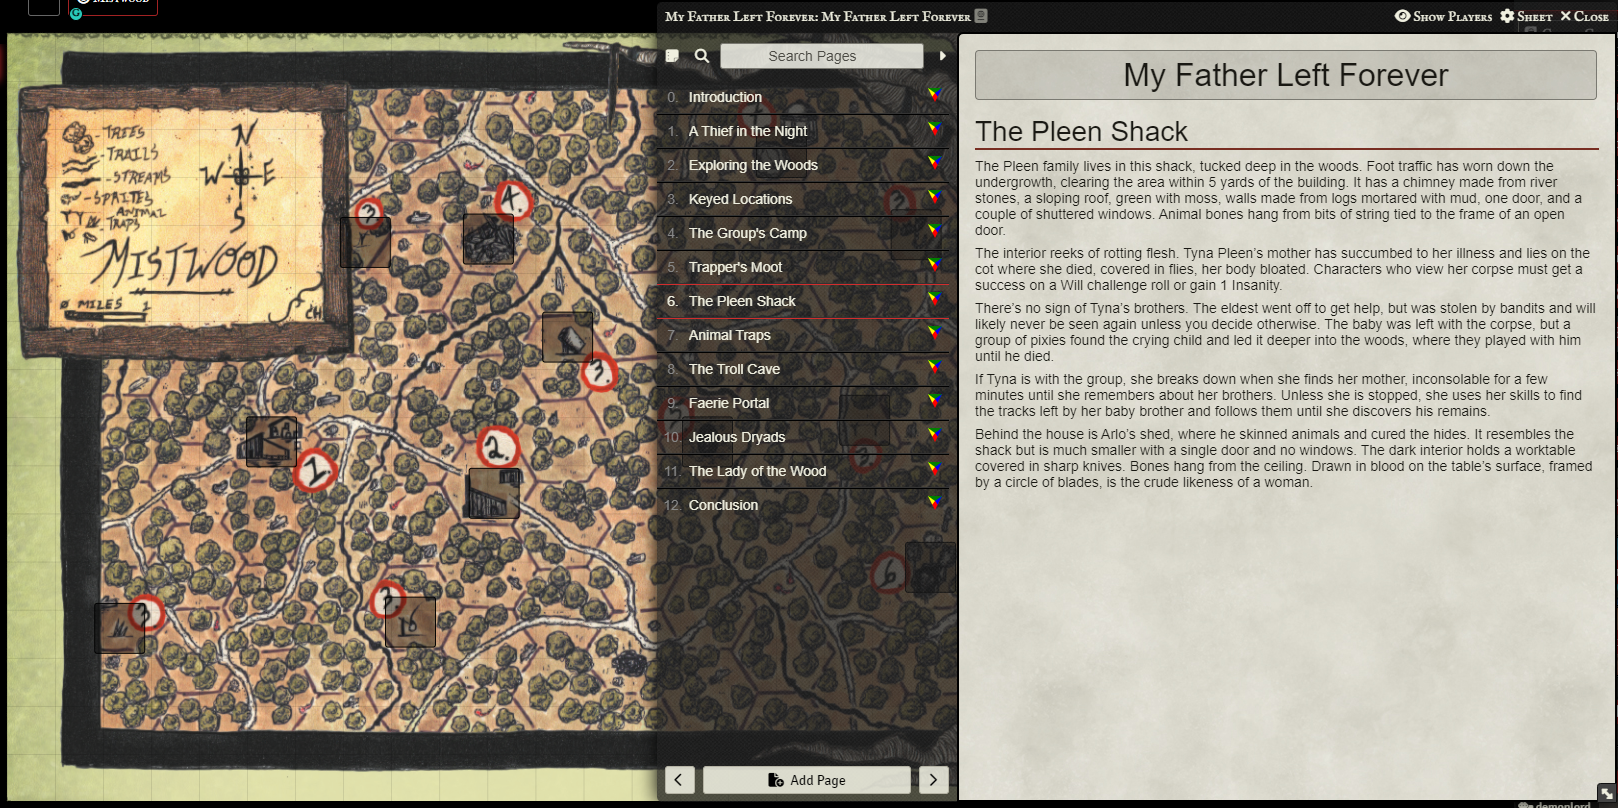 Mistwood
My Father Left Forever: My Father Left Forever
Show Players
Sheet
Close
Search Pages
0. Introduction
1. A Thief in the Night
2. Exploring the Woods
3. Keyed Locations
4. The Group's Camp
5. Trapper's Moot
6. The Pleen Shack
7. Animal Traps
8. The Troll Cave
9. Faerie Portal
10. Jealous Dryads
11. The Lady of the Wood
12. Conclusion
Add Page
My Father Left Forever
The Pleen Shack
The Pleen family lives in this shack, tucked deep in the woods. Foot traffic has worn down the
undergrowth, clearing the area within 5 yards of the building. It has a chimney made from river
stones, a sloping roof, green with moss, walls made from logs mortared with mud, one door, and a
couple of shuttered windows. Animal bones hang from bits of string tied to the frame of an open
door.
The interior reeks of rotting flesh. Tyna Pleen’s mother has succumbed to her illness and lies on the
cot where she died, covered in flies, her body bloated. Characters who view her corpse must get a
success on a Will challenge roll or gain 1 Insanity.
There’s no sign of Tyna’s brothers. The eldest went off to get help, but was stolen by bandits and will
likely never be seen again unless you decide otherwise. The baby was left with the corpse, but a
group of pixies found the crying child and led it deeper into the woods, where they played with him
until he died.
If Tyna is with the group, she breaks down when she finds her mother, inconsolable for a few
minutes until she remembers about her brothers. Unless she is stopped, she uses her skills to find
the tracks left by her baby brother and follows them until she discovers his remains.
Behind the house is Arlo’s shed, where he skinned animals and cured the hides. It resembles the
shack but is much smaller with a single door and no windows. The dark interior holds a worktable
covered in sharp knives. Bones hang from the ceiling. Drawn in blood on the table’s surface, framed
by a circle of blades, is the crude likeness of a woman.
-TREES
-TRAILS
-STREAMS
ANIMAL
TRAPS
N
W E
S
MISTWOOD
0 MILES 1
CH
3
4.
3.
1.
2.
3
3
6
demonlord